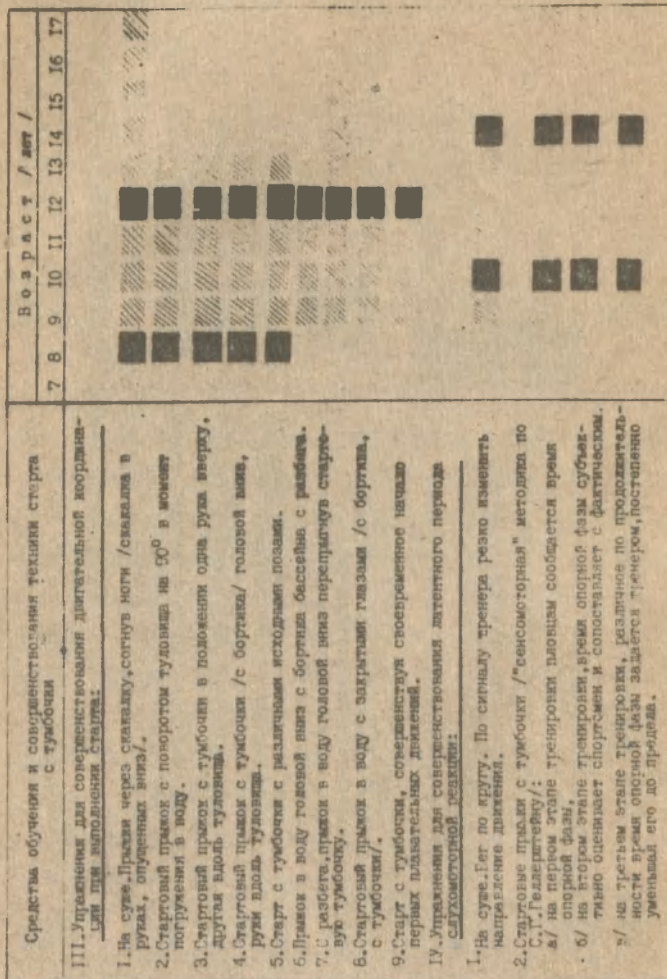 Средства обучения и совершенствования техники старта
с тумбочки
Возраст / лет /
7 8 9 10 11 12 13 14 15 16 17
III.Упражнения для совершенствования двигательной координа-
ции при выполнении старта:
1.На суше.Прыжки через скакалку,согнув ноги /скакалка в
руках, опущенных вниз/.
2.Стартовый прыжок с поворотом туловища на 90° в момент
погружения в воду.
3.Стартовый прыжок с тумбочки в положении одна рука вверху,
другая вдоль туловища.
4.Стартовый прыжок с тумбочки /с бортика/ головой вниз,
руки вдоль туловища.
5.Старт с тумбочки с различными исходными позами.
6.Прыжок в воду головой вниз с бортика бассейна с разбега.
7.С разбега,прыжок в воду головой вниз перепрыгнув старто-
вую тумбочку.
8.Стартовый прыжок в воду с закрытыми глазами /с бортика,
с тумбочки/.
9.Старт с тумбочки, совершенствуя своевременное начало
первых плавательных движений.
IУ.Упражнения для совершенствования латентного периода
слухомоторной реакции:
1.На суше.Бег по кругу. По сигналу тренера резко изменить
направление движения.
2.Стартовые прыжки с тумбочки /"сенсомоторная" методика по
С.Г.Геллерштейну/:
а/ на первом этапе тренировки пловцам сообщается время
опорной фазы,
б/ на втором этапе тренировки,время опорной фазы субъек-
тивно оценивает спортсмен и сопоставляет с фактическим.
в/ на третьем этапе тренировки, различное по продолжитель-
ности время опорной фазы задается тренером,постепенно
уменьшая его до предела.